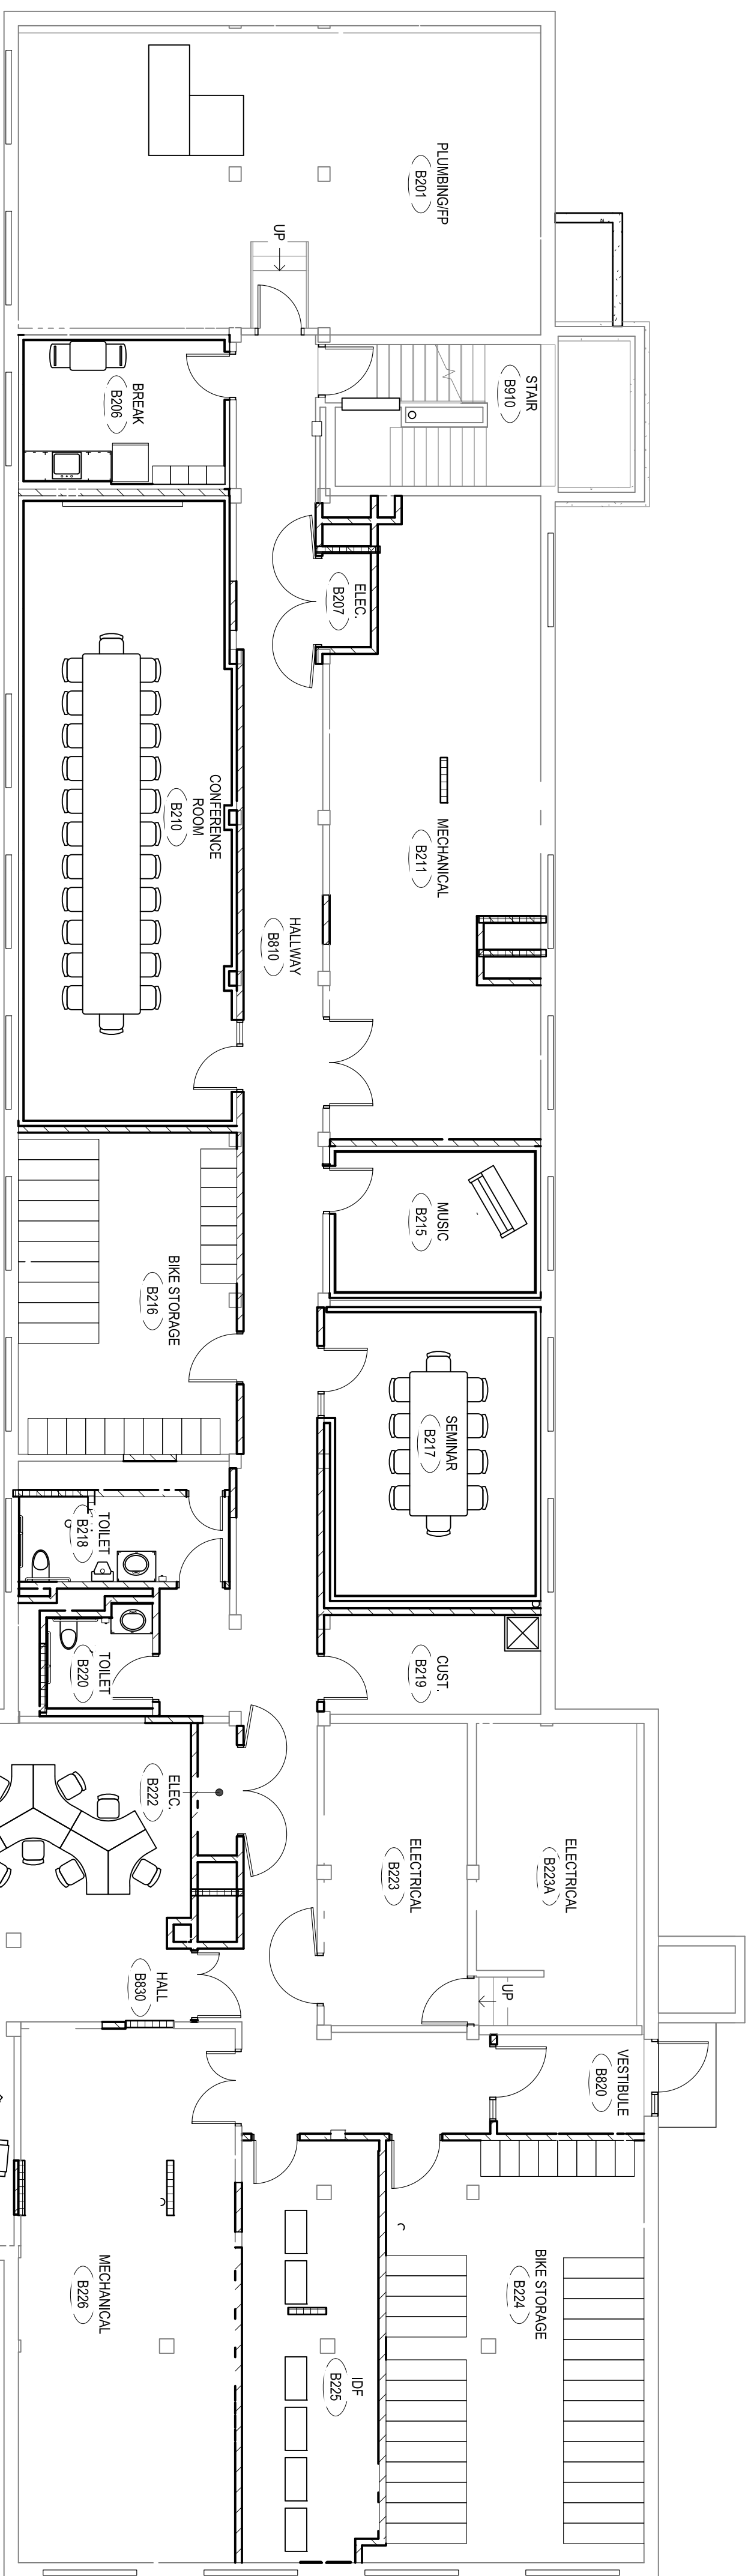 PLUMBING/FP
B201
UP
STAIR
B910
BREAK
B206
ELEC.
B207
CONFERENCE
ROOM
B210
MECHANICAL
B211
HALLWAY
B810
MUSIC
B215
BIKE STORAGE
B216
SEMINAR
B217
TOILET
B218
CUST.
B219
TOILET
B220
ELEC.
B222
ELECTRICAL
B223
ELECTRICAL
B223A
UP
HALL
B830
VESTIBULE
B820
BIKE STORAGE
B224
IDF
B225
MECHANICAL
B226